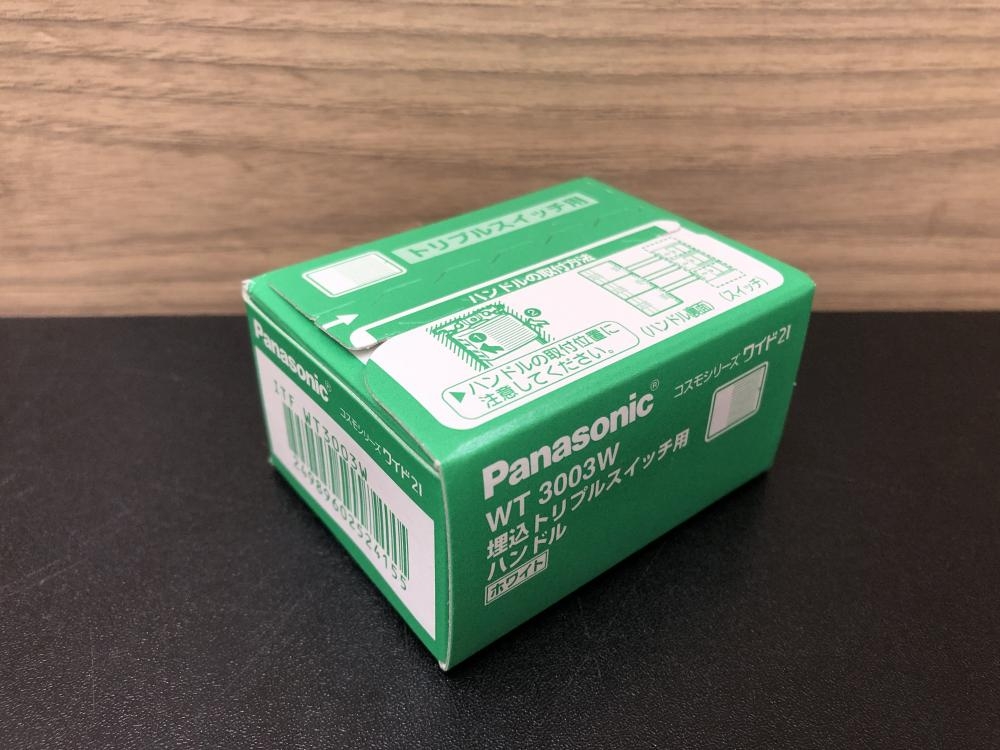 トリプルスイッチ用
ハンドルの取付方法
▶ハンドルの取付位置に
注意してください。
(ハンドル裏面)
(スイッチ)
Panasonic®
コスモシリーズ ワイド21
ITF WT3003W
24989602524155
Panasonic®
コスモシリーズ ワイド21
WT 3003W
埋込トリプルスイッチ用
ハンドル
ホワイト